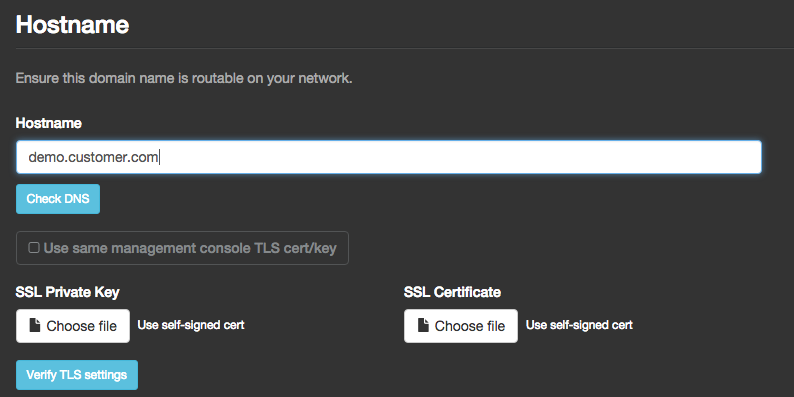 Hostname
Ensure this domain name is routable on your network.
Hostname
demo.customer.com
Check DNS
Use same management console TLS cert/key
SSL Private Key
SSL Certificate
Choose file Use self-signed cert
Choose file Use self-signed cert
Verify TLS settings